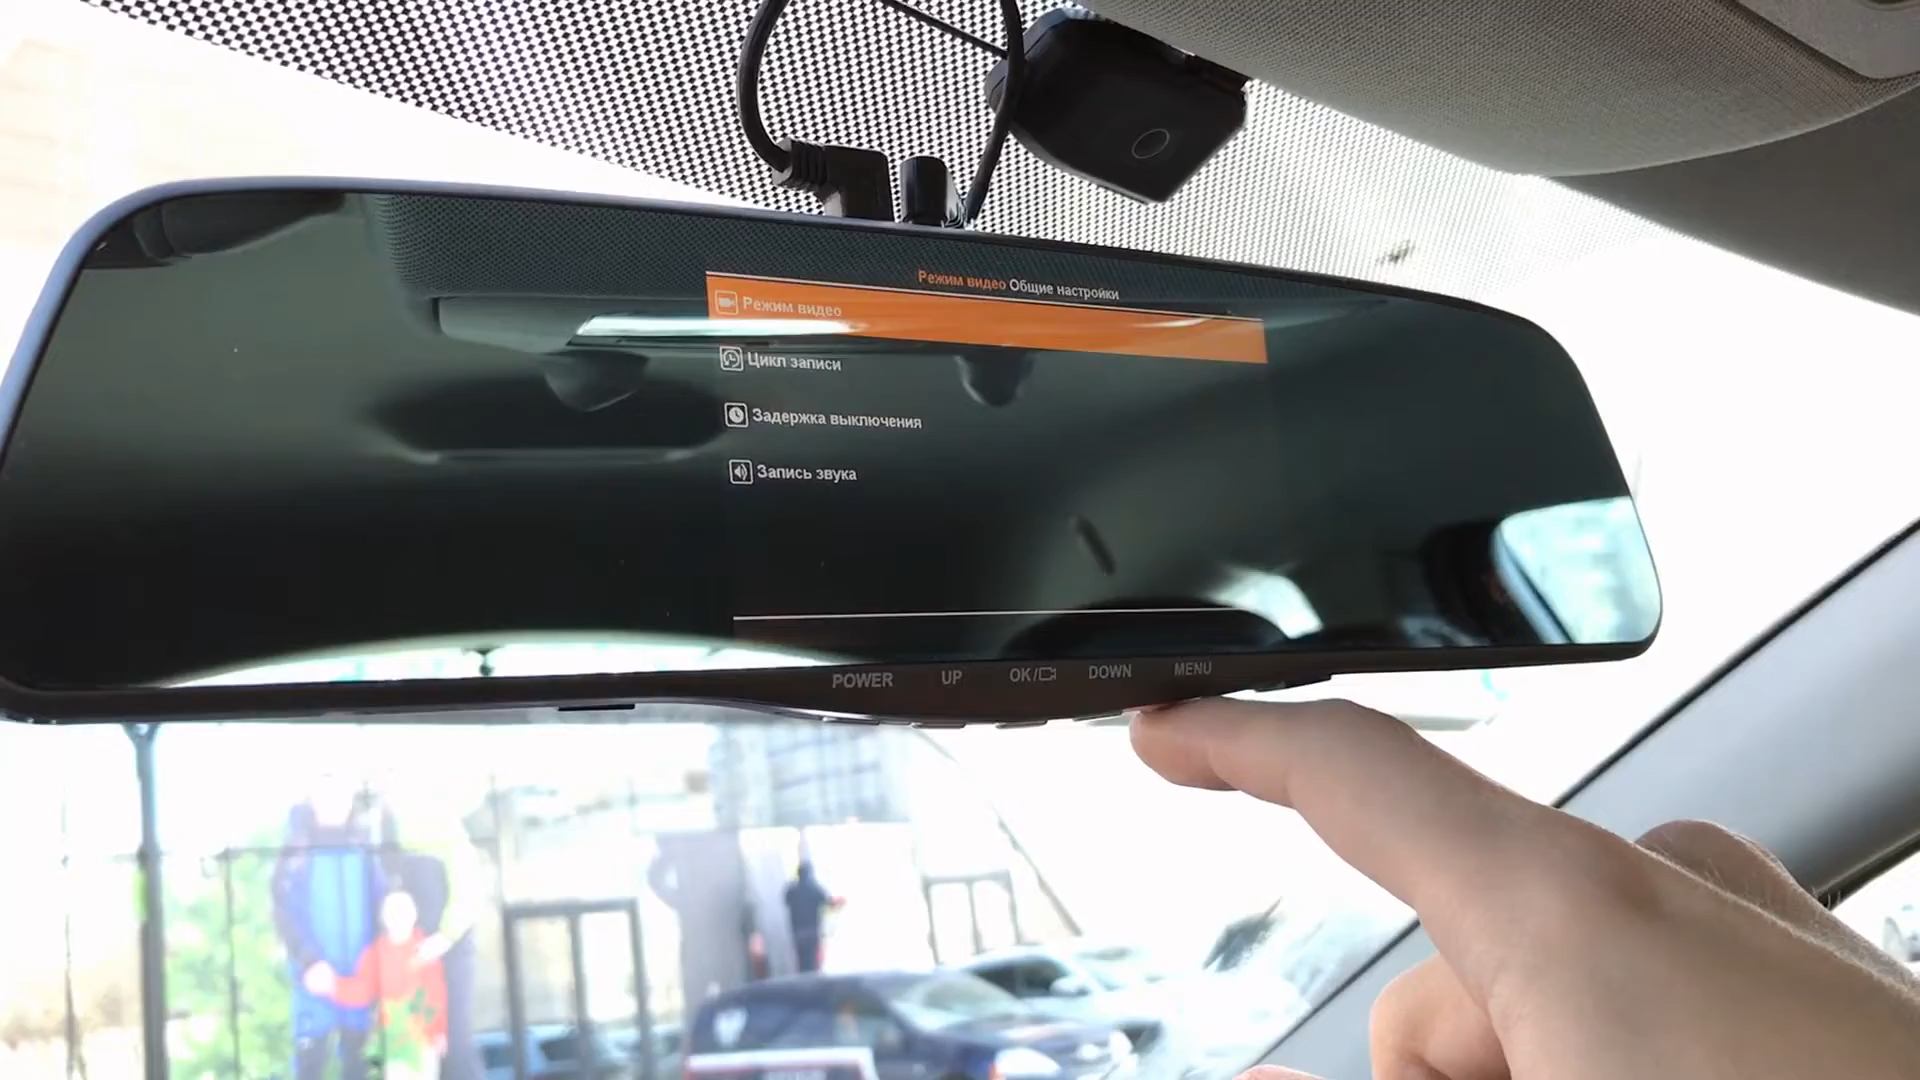 Режим видео Общие настройки
Режим видео
Цикл записи
Задержка выключения
Запись звука
POWER UP OK/ DOWN MENU